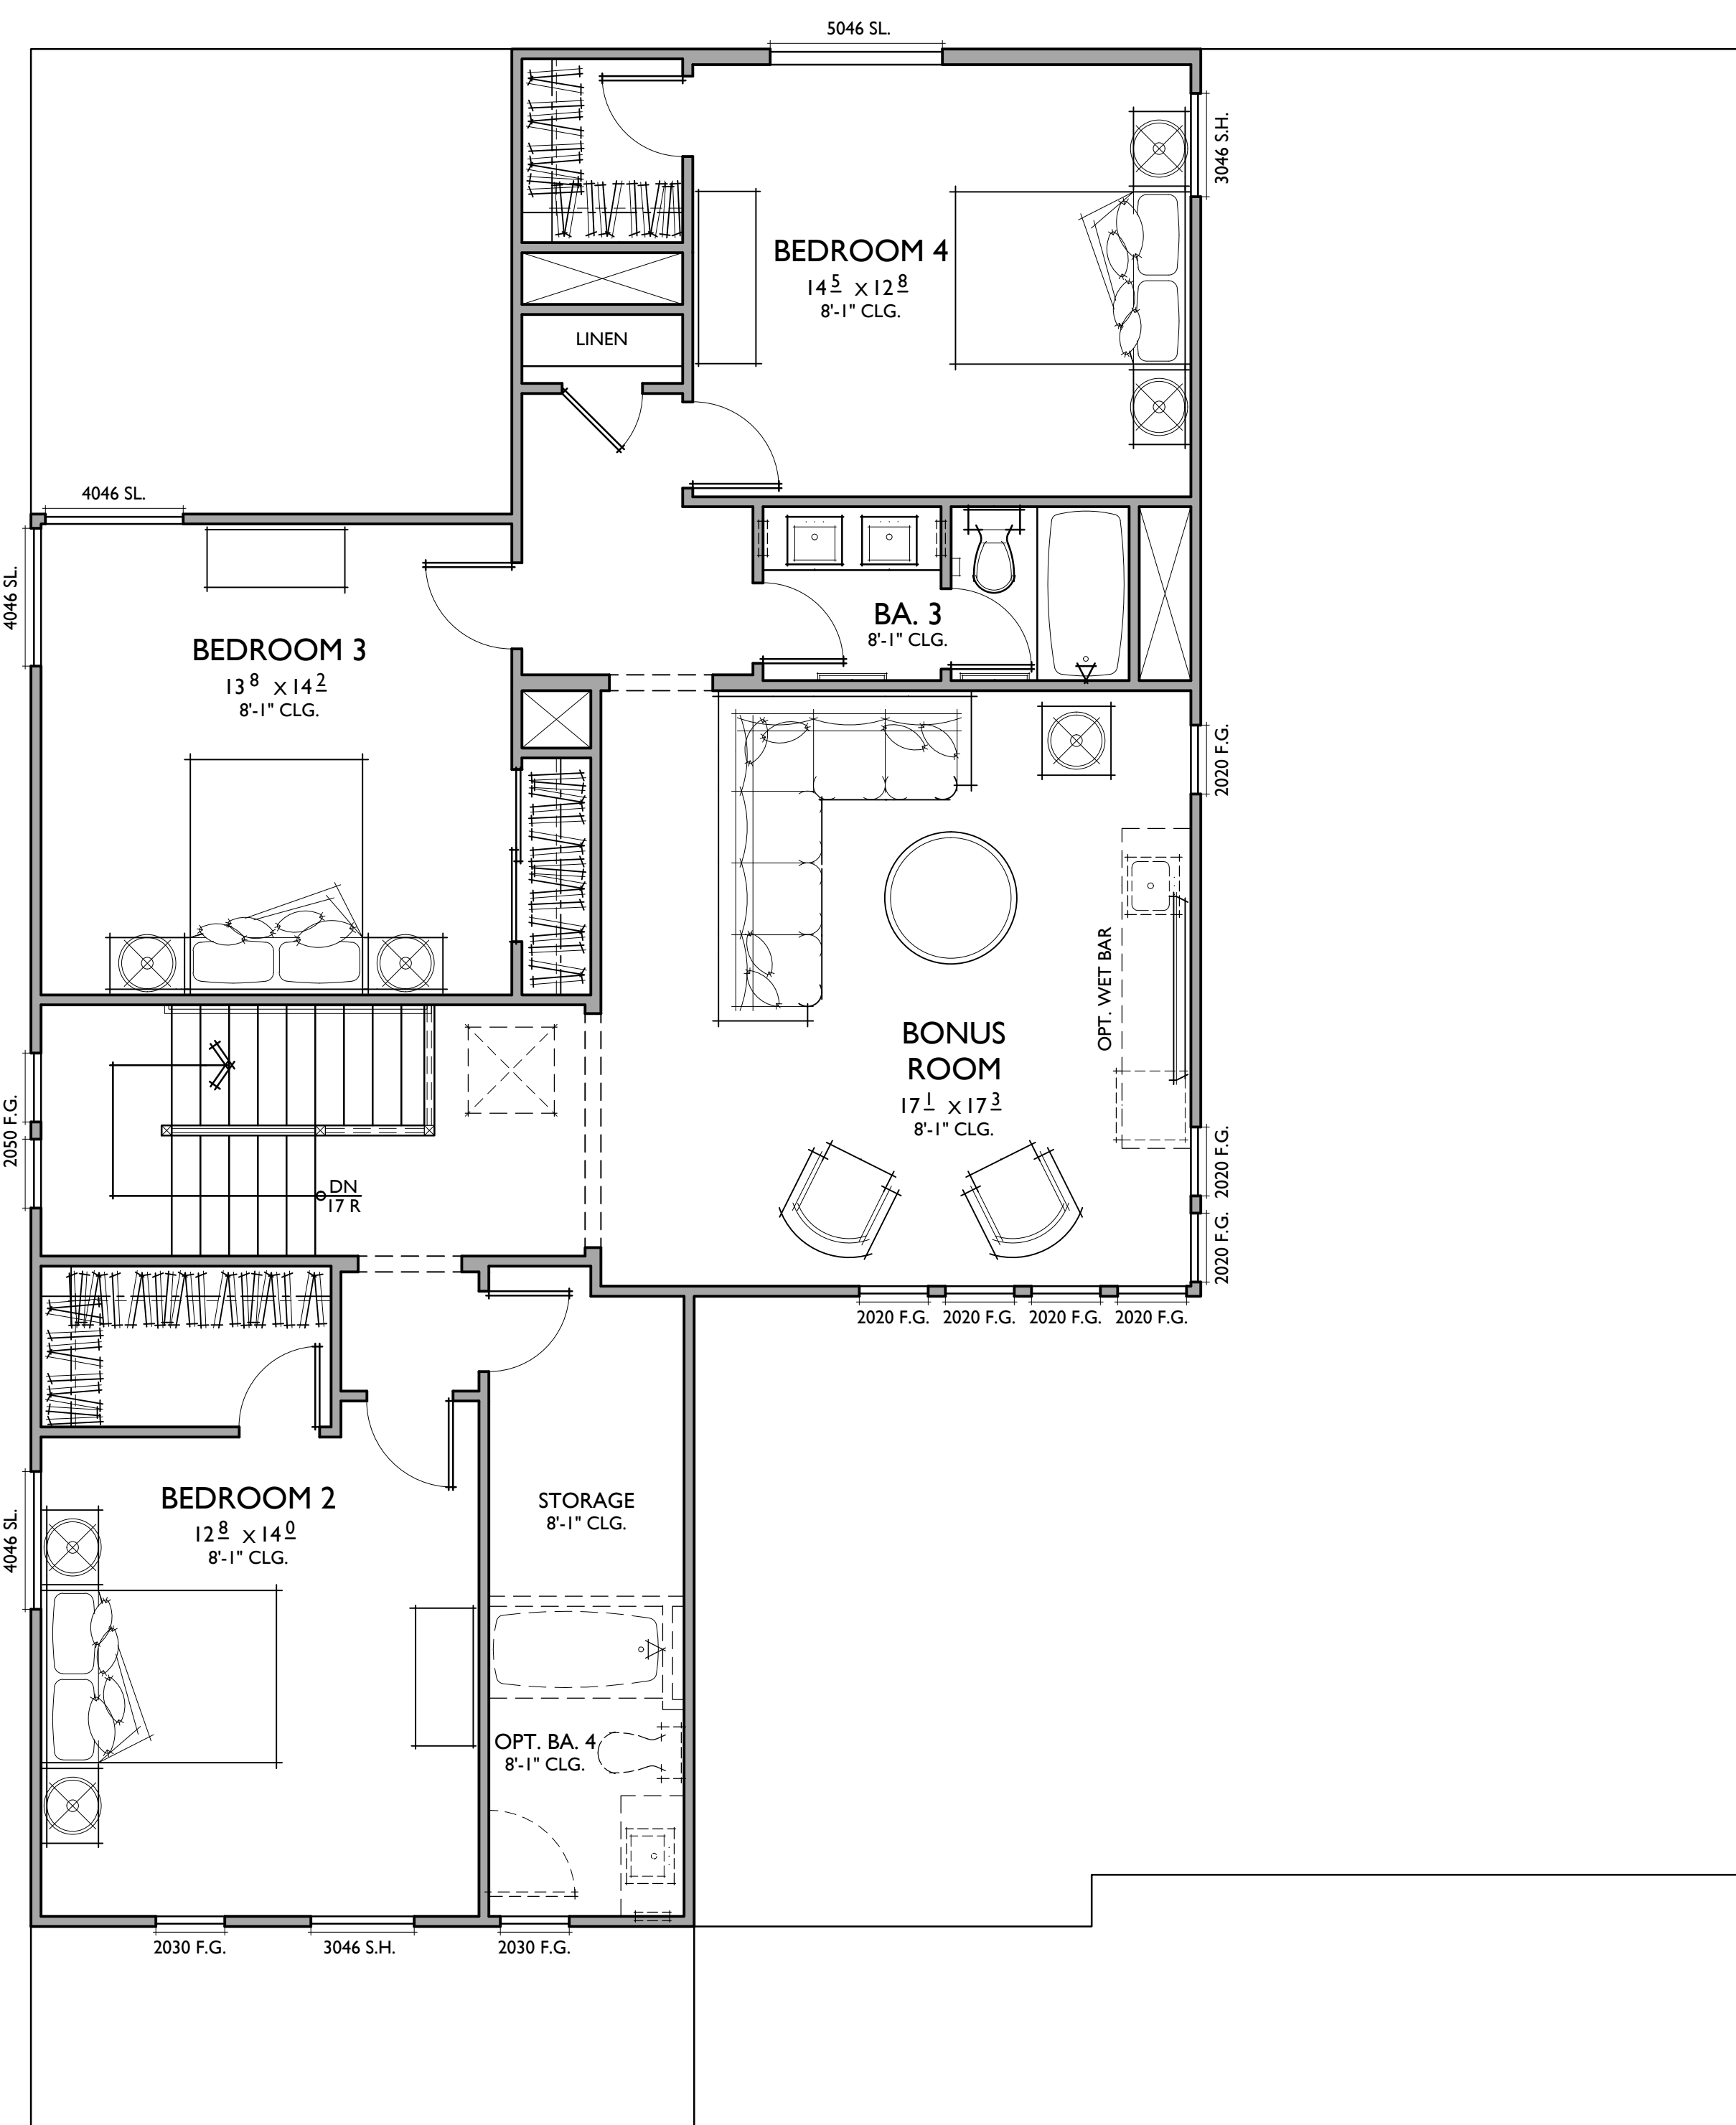 5046 SL.
3046 S.H.
BEDROOM 4
14 5 X 12 8
8'-1" CLG.
LINEN
4046 SL.
4046 SL.
BEDROOM 3
13 8 X 14 2
8'-1" CLG.
BA. 3
8'-1" CLG.
2020 F.G.
OPT. WET BAR
BONUS
ROOM
17 1 X 17 3
8'-1" CLG.
2050 F.G.
DN
17 R
2020 F.G.
2020 F.G.
2020 F.G.
2020 F.G.
2020 F.G.
2020 F.G.
BEDROOM 2
12 8 X 14 0
8'-1" CLG.
4046 SL.
STORAGE
8'-1" CLG.
OPT. BA. 4
8'-1" CLG.
2030 F.G.
3046 S.H.
2030 F.G.